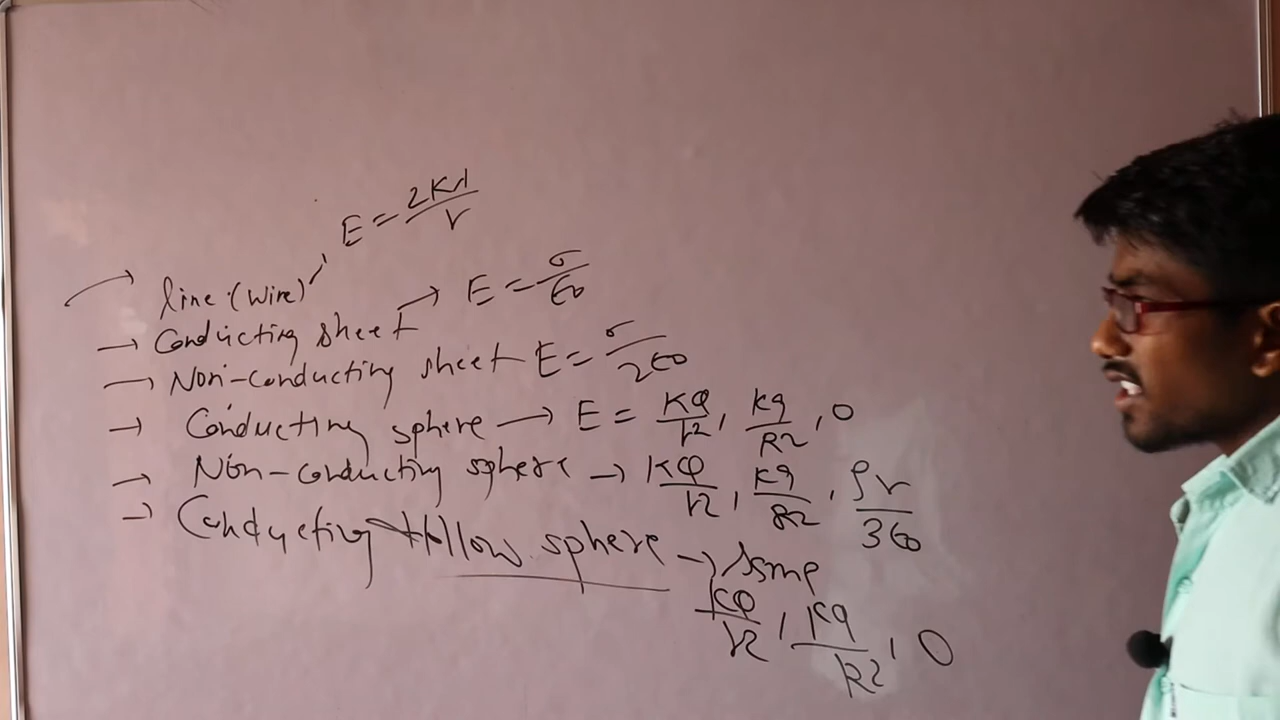 E = 2Kλ/r
→ line (wire)
→ Conducting sheet → E = σ/ε0
→ Non-conducting sheet E = σ/2ε0
→ Conducting sphere → E = KQ/r2, Kq/R2, 0
→ Non-conducting sphere → KQ/r2, Kq/R2, ρr/3ε0
→ Conducting Hollow sphere → same
KQ/r2, Kq/R2, 0